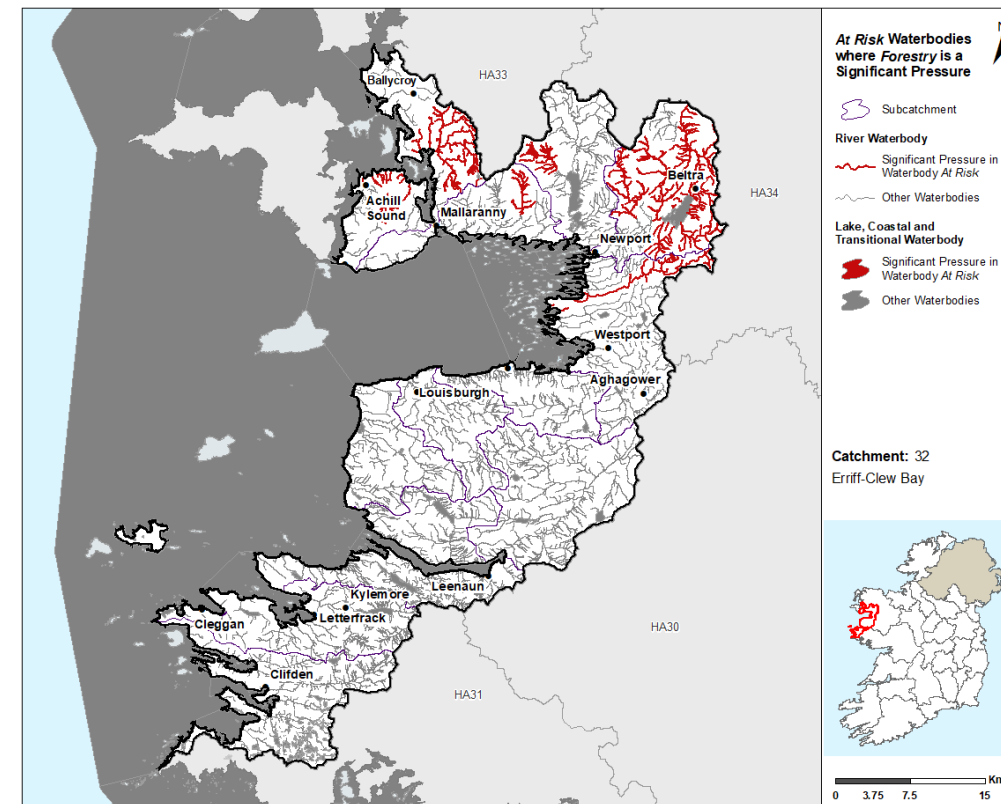 At Risk Waterbodies
where Forestry is a
Significant Pressure
N
Subcatchment
River Waterbody
Significant Pressure in
Waterbody At Risk
Other Waterbodies
Lake, Coastal and
Transitional Waterbody
Significant Pressure in
Waterbody At Risk
Other Waterbodies
Catchment: 32
Erriff-Clew Bay
Km
0 3.75 7.5 15
HA33
Ballycroy
Beltra
HA34
Achill
Sound
Mallaranny
Newport
Westport
Aghagower
Louisburgh
Leenaun
Kylemore
Letterfrack
Cleggan
HA30
Clifden
HA31